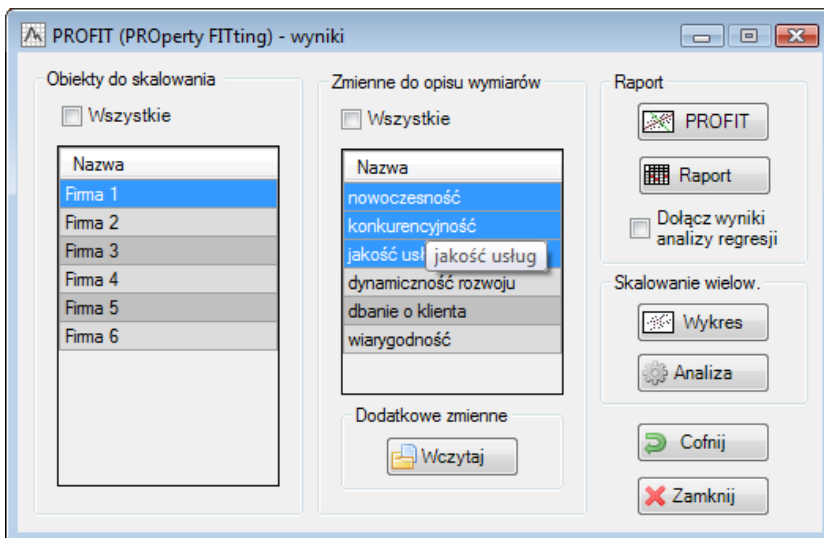 PROFIT (PROperty FITting) - wyniki
Obiekty do skalowania
Wszystkie
Nazwa
Firma 1
Firma 2
Firma 3
Firma 4
Firma 5
Firma 6
Zmienne do opisu wymiarów
Wszystkie
Nazwa
nowoczesność
konkurencyjność
jakość usł
jakość usług
dynamiczność rozwoju
dbanie o klienta
wiarygodność
Dodatkowe zmienne
Wczytaj
Raport
PROFIT
Raport
Dołącz wyniki
analizy regresji
Skalowanie wielow.
Wykres
Analiza
Cofnij
Zamknij